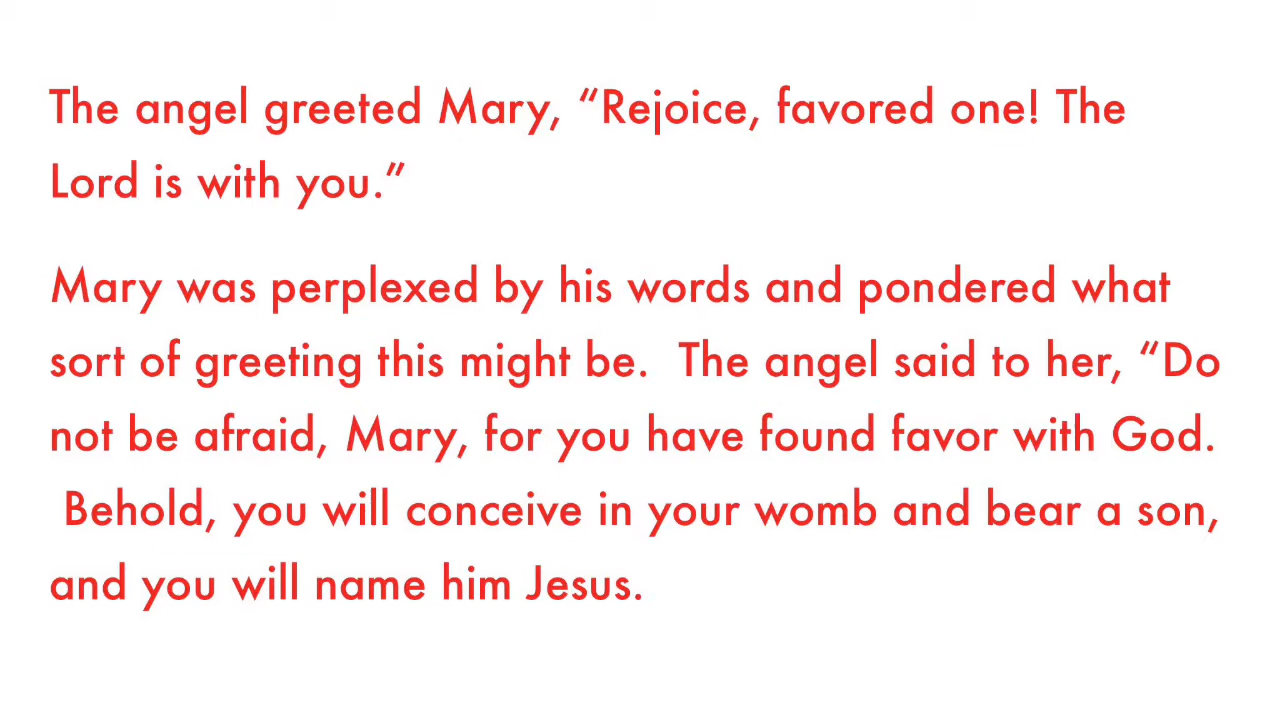 The angel greeted Mary, “Rejoice, favored one! The
Lord is with you.”
Mary was perplexed by his words and pondered what
sort of greeting this might be.  The angel said to her, “Do
not be afraid, Mary, for you have found favor with God.
Behold, you will conceive in your womb and bear a son,
and you will name him Jesus.